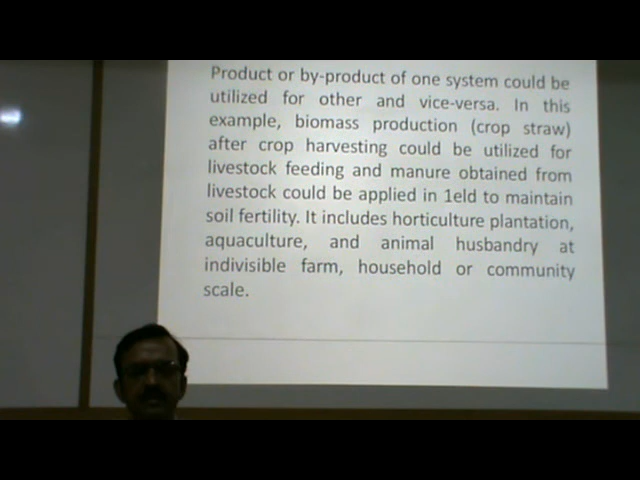 Product or by-product of one system could be
utilized for other and vice-versa. In this
example, biomass production (crop straw)
after crop harvesting could be utilized for
livestock feeding and manure obtained from
livestock could be applied in 1eld to maintain
soil fertility. It includes horticulture plantation,
aquaculture, and animal husbandry at
indivisible farm, household or community
scale.